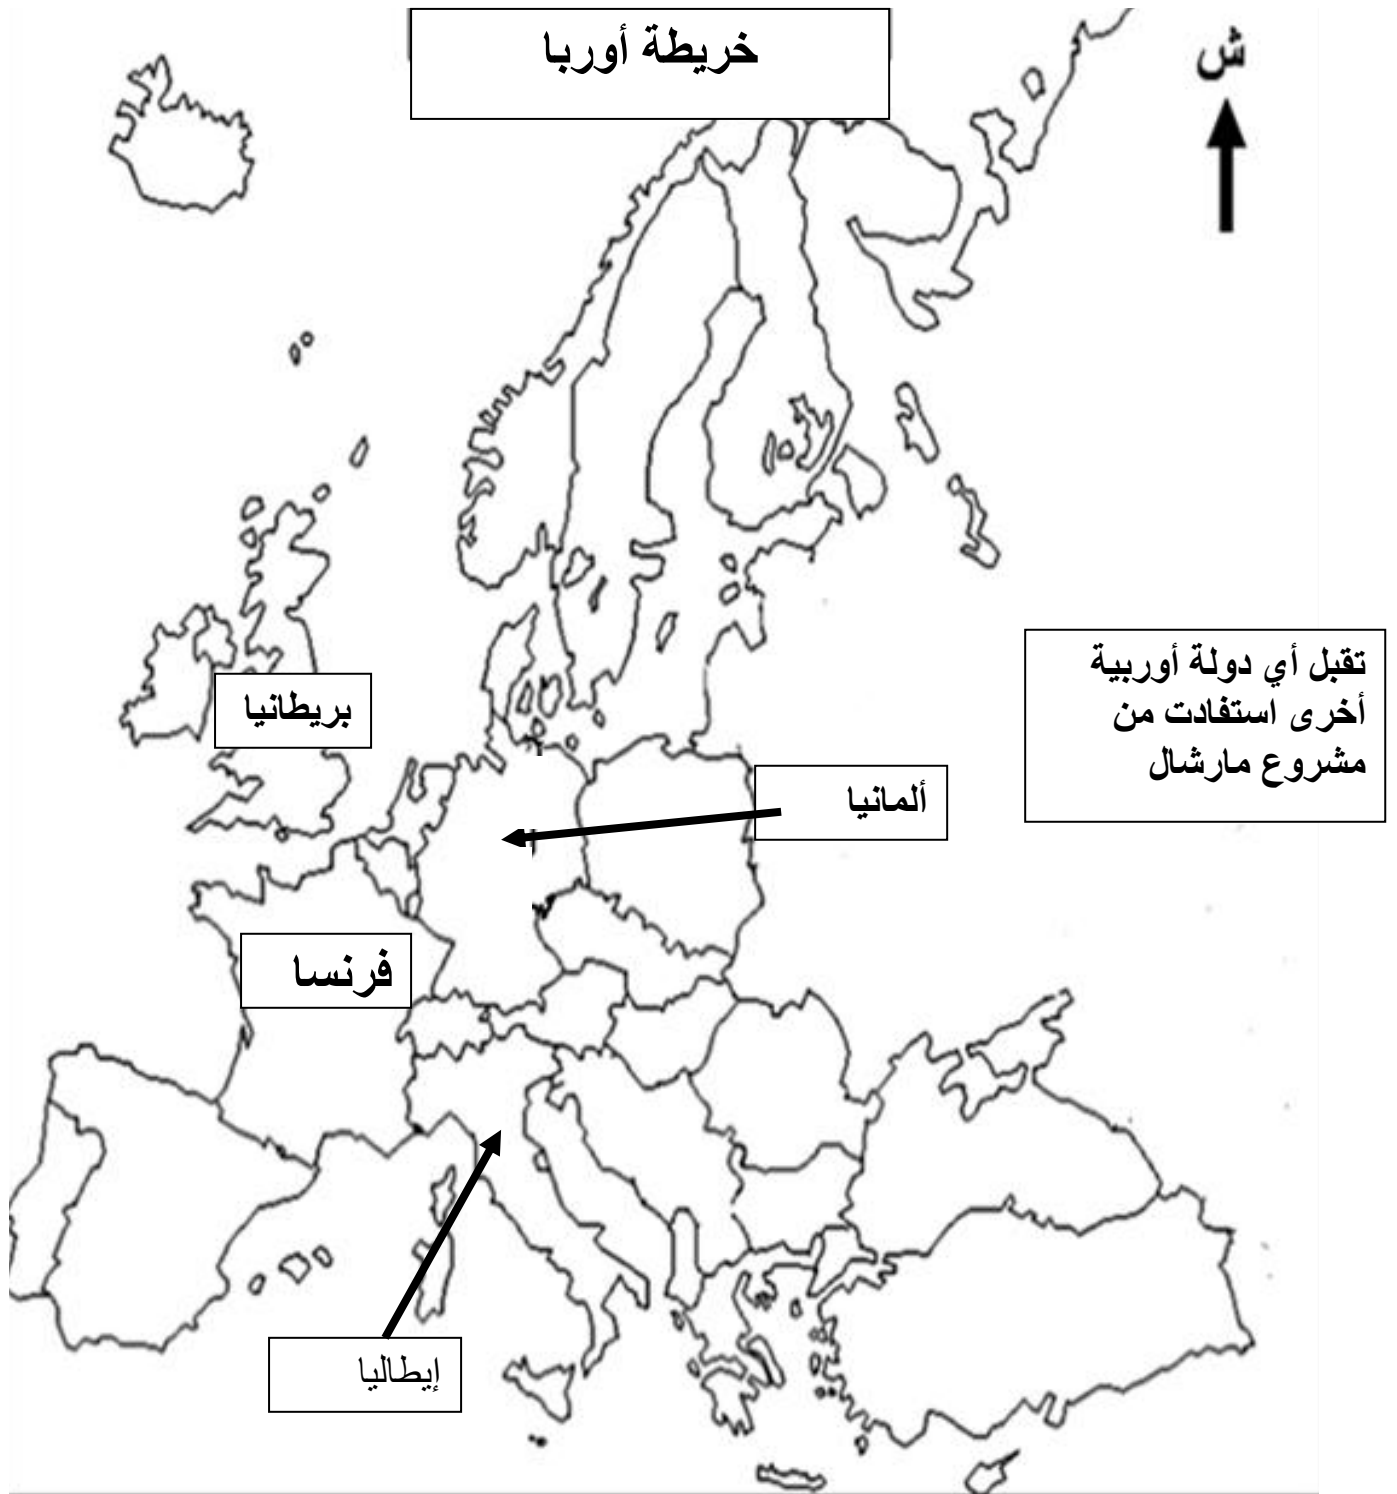 خريطة أوربا
ش
بريطانيا
تقبل أي دولة أوربية
أخرى استفادت من
مشروع مارشال
ألمانيا
فرنسا
إيطاليا